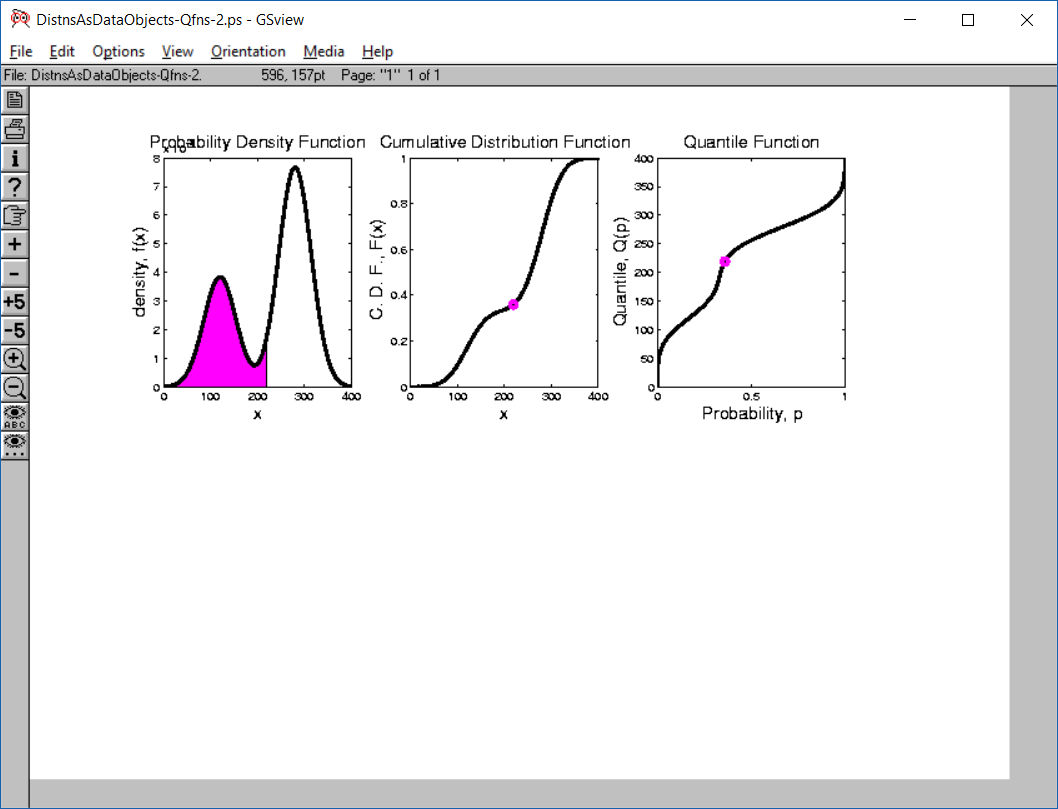 DistnsAsDataObjects-Qfns-2.ps - GSview
File Edit Options View Orientation Media Help
File: DistnsAsDataObjects-Qfns-2. 596, 157pt Page: "1" 1 of 1
i
?
+
-
+5
-5
ABC
Probability Density Function
8
7
6
5
4
3
2
1
0
density, f(x)
0 100 200 300 400
x
Cumulative Distribution Function
1
0.8
0.6
0.4
0.2
0
C. D. F., F(x)
0 100 200 300 400
x
Quantile Function
400
350
300
250
200
150
100
50
0
Quantile, Q(p)
0 0.5 1
Probability, p